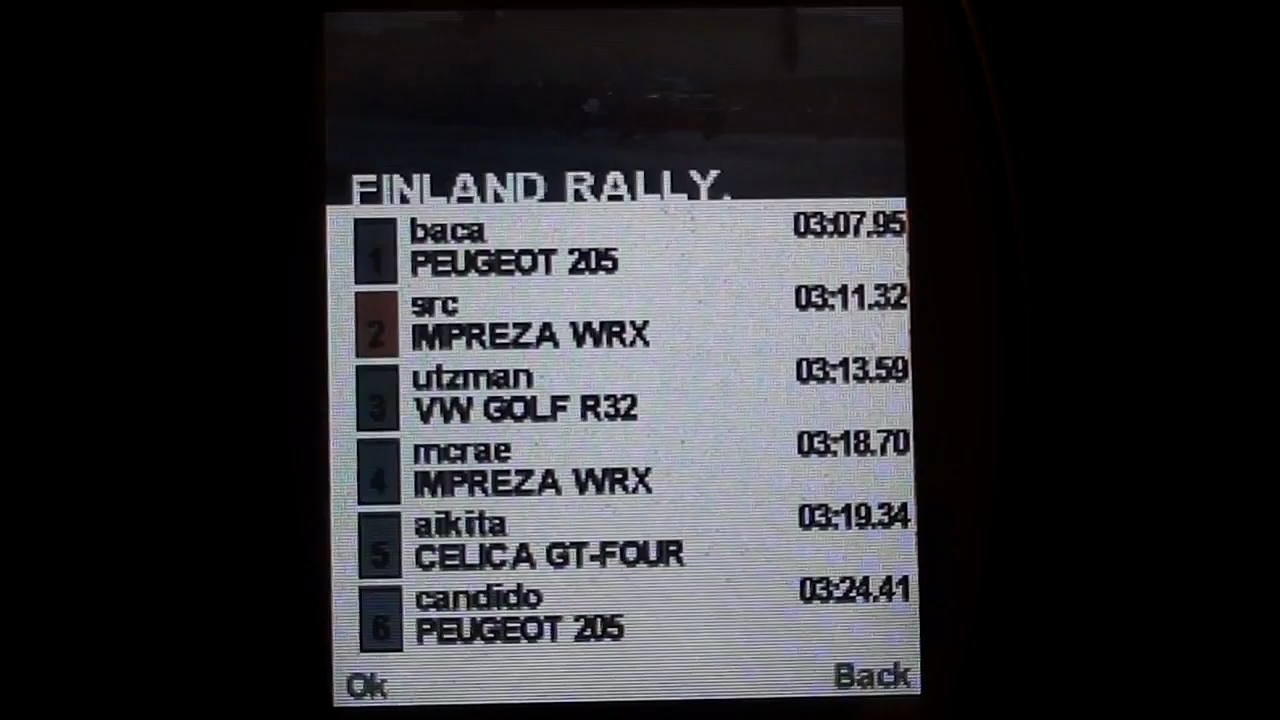 FINLAND RALLY.
1 baca 03:07.95
PEUGEOT 205
2 src 03:11.32
IMPREZA WRX
3 utzman 03:13.59
VW GOLF R32
4 mcrae 03:18.70
IMPREZA WRX
5 aikita 03:19.34
CELICA GT-FOUR
6 candido 03:24.41
PEUGEOT 205
Ok Back